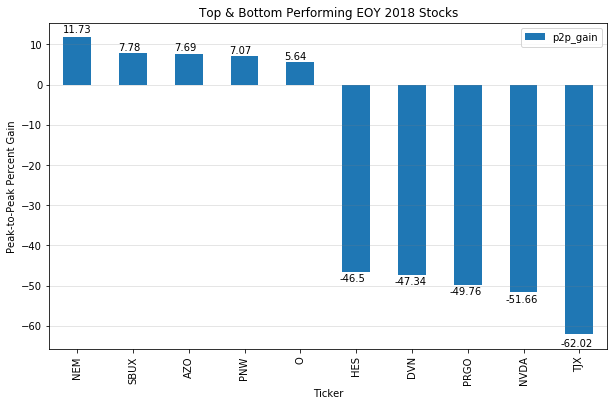 Top & Bottom Performing EOY 2018 Stocks
p2p_gain
Peak-to-Peak Percent Gain
10
0
−10
−20
−30
−40
−50
−60
11.73
7.78
7.69
7.07
5.64
-46.5
-47.34
-49.76
-51.66
-62.02
NEM
SBUX
AZO
PNW
O
HES
DVN
PRGO
NVDA
TJX
Ticker